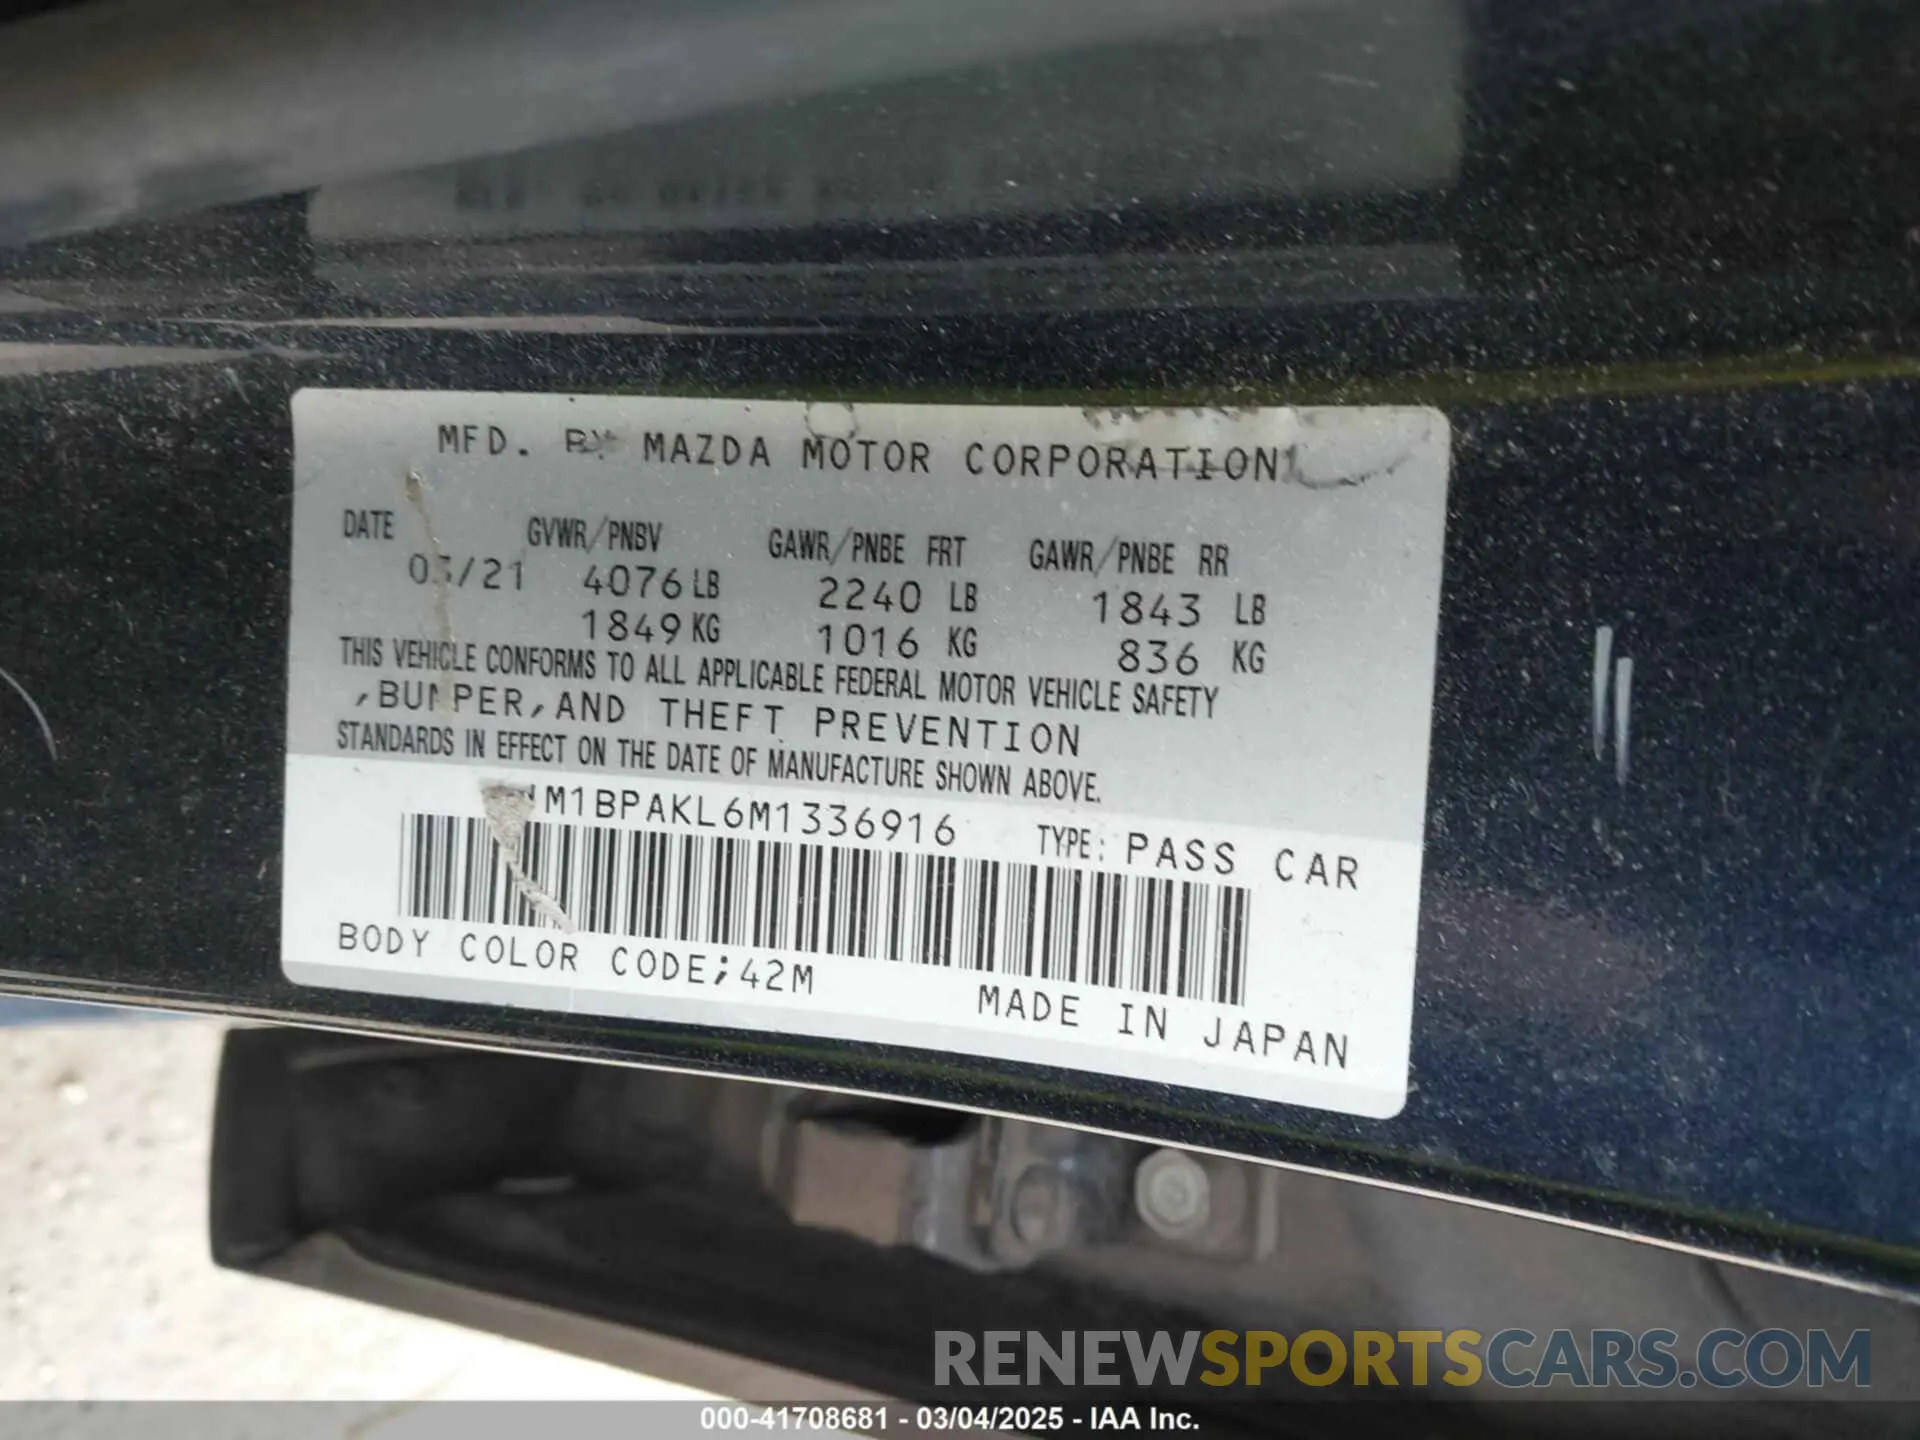 MFD. BY MAZDA MOTOR CORPORATION
DATE GVWR/PNBV GAWR/PNBE FRT GAWR/PNBE RR
03/21 4076 LB 2240 LB 1843 LB
1849 KG 1016 KG 836 KG
THIS VEHICLE CONFORMS TO ALL APPLICABLE FEDERAL MOTOR VEHICLE SAFETY
,BUMPER,AND THEFT PREVENTION
STANDARDS IN EFFECT ON THE DATE OF MANUFACTURE SHOWN ABOVE.
M1BPAKL6M1336916 TYPE: PASS CAR
BODY COLOR CODE;42M
MADE IN JAPAN
RENEWSPORTSCARS.COM
000-41708681 - 03/04/2025 - IAA Inc.